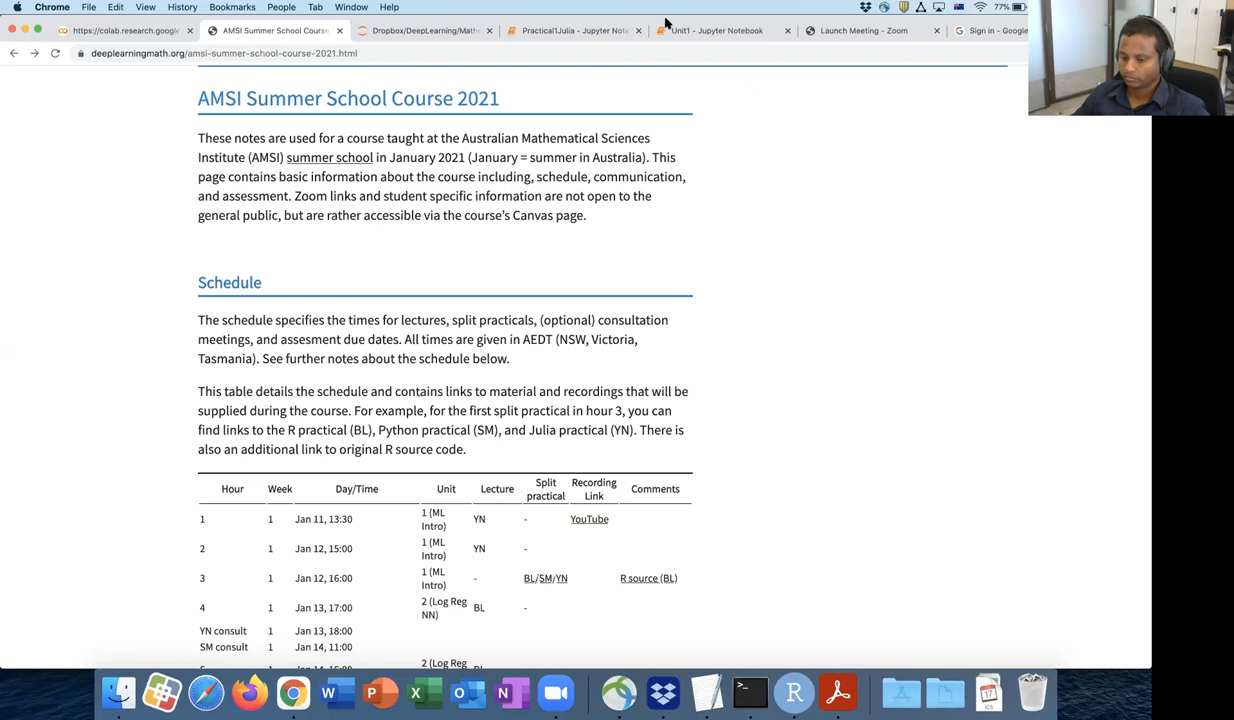 Chrome File Edit View History Bookmarks People Tab Window Help 77%
https://colab.research.google AMSI Summer School Course Dropbox/DeepLearning/Math Practical1Julia - Jupyter Note Unit1 - Jupyter Notebook Launch Meeting - Zoom Sign in - Google
deeplearningmath.org/amsi-summer-school-course-2021.html
AMSI Summer School Course 2021
These notes are used for a course taught at the Australian Mathematical Sciences
Institute (AMSI) summer school in January 2021 (January = summer in Australia). This
page contains basic information about the course including, schedule, communication,
and assessment. Zoom links and student specific information are not open to the
general public, but are rather accessible via the course's Canvas page.
Schedule
The schedule specifies the times for lectures, split practicals, (optional) consultation
meetings, and assesment due dates. All times are given in AEDT (NSW, Victoria,
Tasmania). See further notes about the schedule below.
This table details the schedule and contains links to material and recordings that will be
supplied during the course. For example, for the first split practical in hour 3, you can
find links to the R practical (BL), Python practical (SM), and Julia practical (YN). There is
also an additional link to original R source code.
Hour Week Day/Time Unit Lecture Split practical Recording Link Comments
1 1 Jan 11, 13:30 1 (ML Intro) YN - YouTube
2 1 Jan 12, 15:00 1 (ML Intro) YN -
3 1 Jan 12, 16:00 1 (ML Intro) - BL/SM/YN R source (BL)
4 1 Jan 13, 17:00 2 (Log Reg NN) BL -
YN consult 1 Jan 13, 18:00
SM consult 1 Jan 14, 11:00
2 (Log Reg